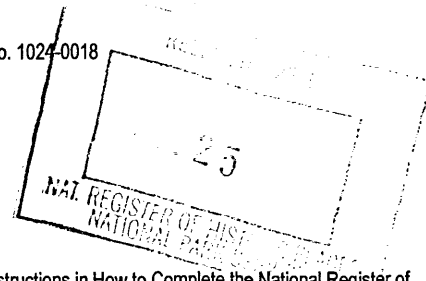 o. 1024-0018
25
NAT. REGISTER OF HIST
NATIONAL PARK
structions in How to Complete the National Register of